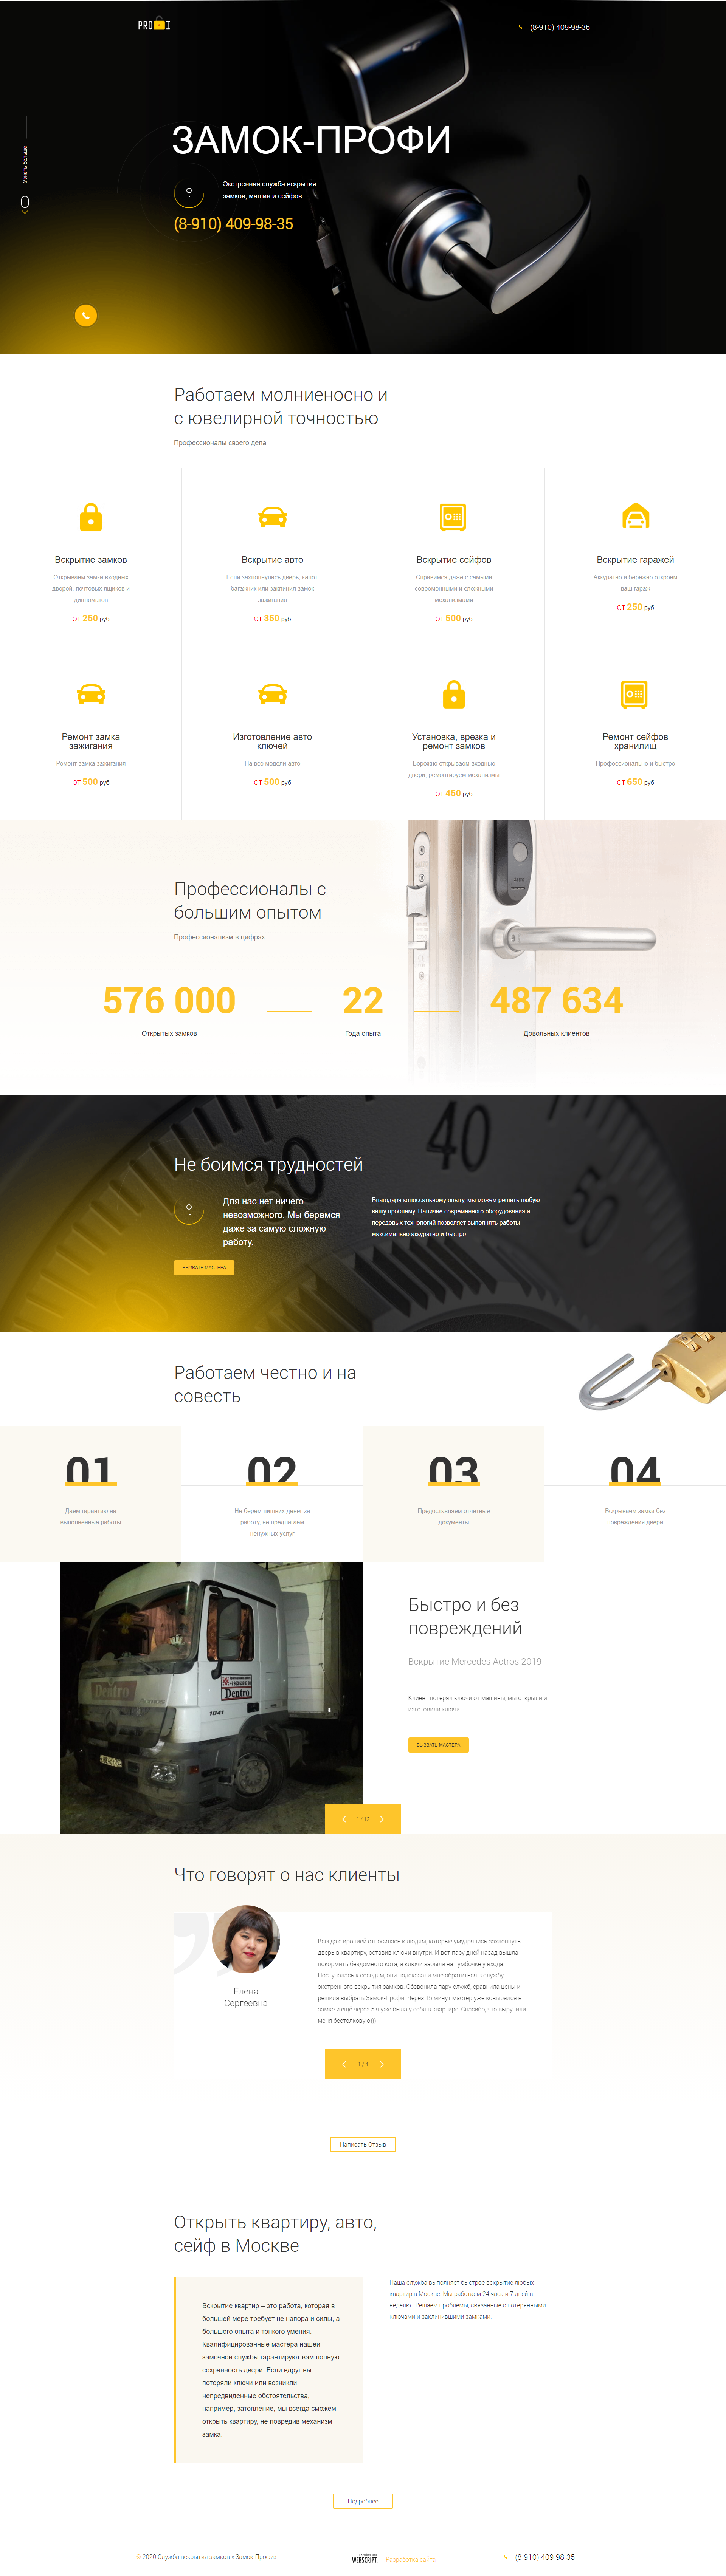 PRO I
(8-910) 409-98-35
ЗАМОК-ПРОФИ
Узнать больше
Экстренная служба вскрытия
замков, машин и сейфов
(8-910) 409-98-35
Работаем молниеносно и
с ювелирной точностью
Профессионалы своего дела
Вскрытие замков
Открываем замки входных
дверей, почтовых ящиков и
дипломатов
от 250 руб
Вскрытие авто
Если захлопнулась дверь, капот,
багажник или заклинил замок
зажигания
от 350 руб
Вскрытие сейфов
Справимся даже с самыми
современными и сложными
механизмами
от 500 руб
Вскрытие гаражей
Аккуратно и бережно откроем
ваш гараж
от 250 руб
Ремонт замка
зажигания
Ремонт замка зажигания
от 500 руб
Изготовление авто
ключей
На все модели авто.
от 500 руб
Установка, врезка и
ремонт замков
Бережно открываем входные
двери, ремонтируем механизмы
от 450 руб
Ремонт сейфов
хранилищ
Профессионально и быстро
от 650 руб
Профессионалы с
большим опытом
Профессионализм в цифрах
576 000
Открытых замков
22
Года опыта
487 634
Довольных клиентов
30
40
Не боимся трудностей
Для нас нет ничего
невозможного. Мы беремся
даже за самую сложную
работу.
Благодаря колоссальному опыту, мы можем решить любую
вашу проблему. Наличие современного оборудования и
передовых технологий позволяет выполнять работы
максимально аккуратно и быстро.
ВЫЗВАТЬ МАСТЕРА
Работаем честно и на
совесть
01
Даем гарантию на
выполненные работы
02
Не берем лишних денег за
работу, не предлагаем
ненужных услуг
03
Предоставляем отчётные
документы
04
Вскрываем замки без
повреждения двери
Dentro
Actros
Dentro
1841
Быстро и без
повреждений
Вскрытие Mercedes Actros 2019
Клиент потерял ключи от машины, мы открыли и
изготовили ключи
ВЫЗВАТЬ МАСТЕРА
1 / 12
Что говорят о нас клиенты
Елена
Сергеевна
Всегда с иронией относилась к людям, которые умудрялись захлопнуть
дверь в квартиру, оставив ключи внутри. И вот пару дней назад вышла
покормить бездомного кота, а ключи забыла на тумбочке у входа.
Постучалась к соседям, они подсказали мне обратиться в службу
экстренного вскрытия замков. Обзвонила пару служб, сравнила цены и
решила выбрать Замок-Профи. Через 15 минут мастер уже ковырялся в
замке и ещё через 5 я уже была у себя в квартире! Спасибо, что выручили
меня бестолковую)))
1 / 4
Написать Отзыв
Открыть квартиру, авто,
сейф в Москве
Вскрытие квартир – это работа, которая в
большей мере требует не напора и силы, а
большого опыта и тонкого умения.
Квалифицированные мастера нашей
замочной службы гарантируют вам полную
сохранность двери. Если вдруг вы
потеряли ключи или возникли
непредвиденные обстоятельства,
например, затопление, мы всегда сможем
открыть квартиру, не повредив механизм
замка.
Наша служба выполняет быстрое вскрытие любых
квартир в Москве. Мы работаем 24 часа и 7 дней в
неделю. Решаем проблемы, связанные с потерянными
ключами и заклинившими замками.
Подробнее
© 2020 Служба вскрытия замков « Замок-Профи»
WEBSCRIPT.
Разработка сайта
(8-910) 409-98-35